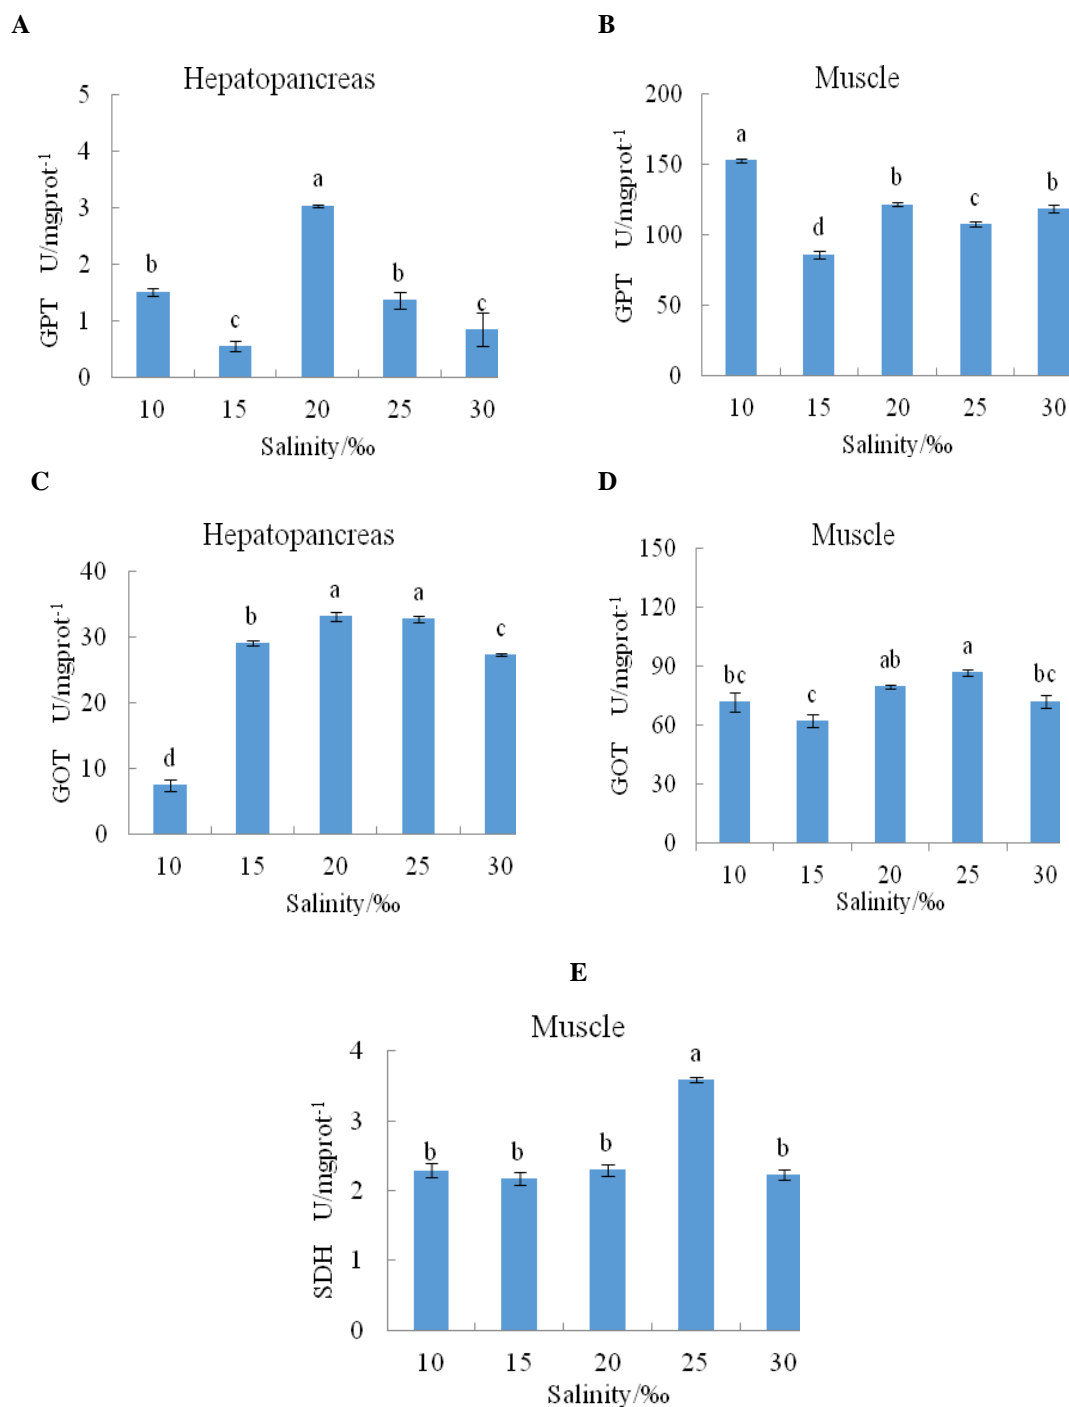 A
Hepatopancreas
GPT U/mgprot-1
5
4
3
2
1
0
b
c
a
b
c
10 15 20 25 30
Salinity/‰
B
Muscle
GPT U/mgprot-1
200
150
100
50
0
a
d
b
c
b
10 15 20 25 30
Salinity/‰
C
Hepatopancreas
GOT U/mgprot-1
40
30
20
10
0
d
b
a
a
c
10 15 20 25 30
Salinity/‰
D
Muscle
GOT U/mgprot-1
150
120
90
60
30
0
bc
c
ab
a
bc
10 15 20 25 30
Salinity/‰
E
Muscle
SDH U/mgprot-1
4
3
2
1
0
b
b
b
a
b
10 15 20 25 30
Salinity/‰